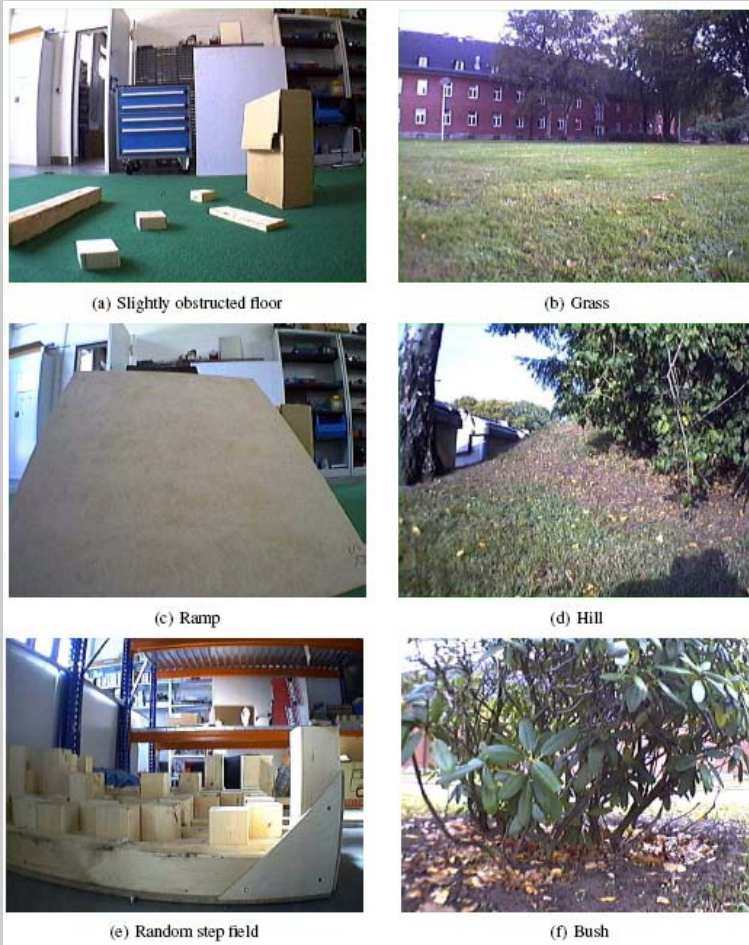 (a) Slightly obstructed floor
(b) Grass
(c) Ramp
(d) Hill
(e) Random step field
(f) Bush